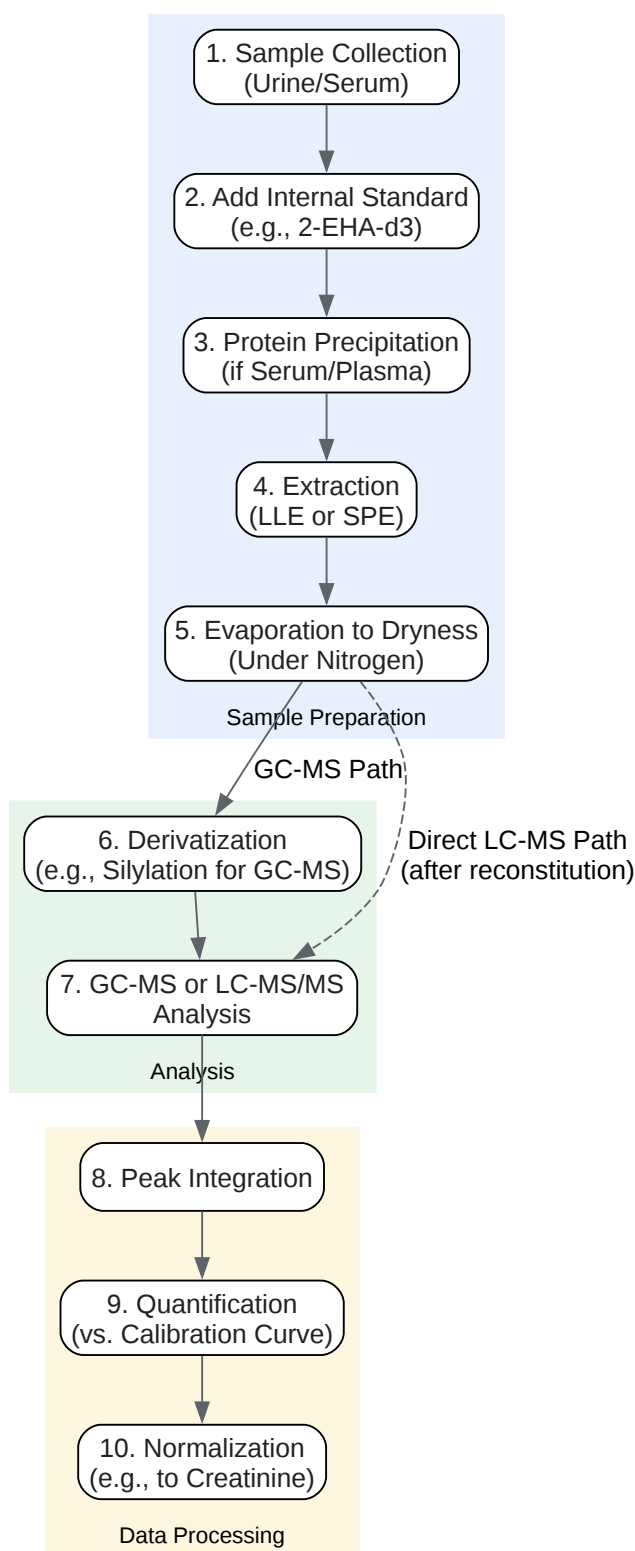 1. Sample Collection
(Urine/Serum)
2. Add Internal Standard
(e.g., 2-EHA-d3)
3. Protein Precipitation
(if Serum/Plasma)
4. Extraction
(LLE or SPE)
5. Evaporation to Dryness
(Under Nitrogen)
Sample Preparation
GC-MS Path
Direct LC-MS Path
(after reconstitution)
6. Derivatization
(e.g., Silylation for GC-MS)
7. GC-MS or LC-MS/MS
Analysis
Analysis
8. Peak Integration
9. Quantification
(vs. Calibration Curve)
10. Normalization
(e.g., to Creatinine)
Data Processing